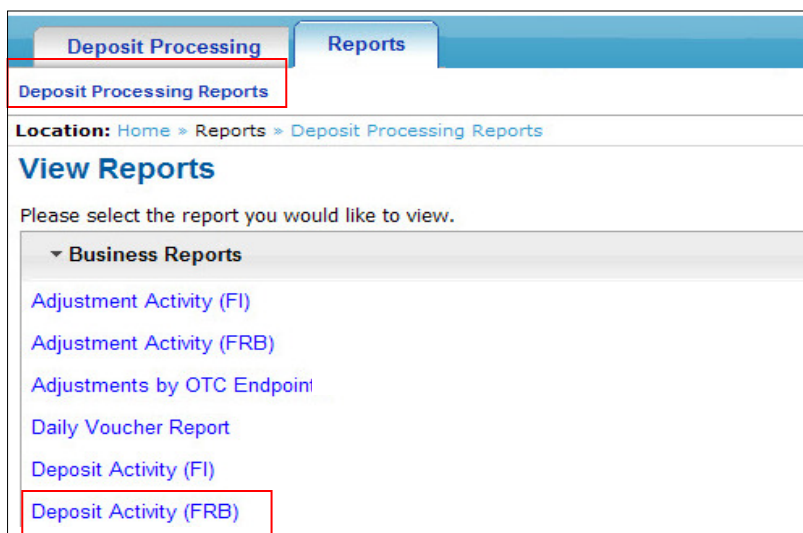 Deposit Processing Reports
Deposit Processing Reports
Location: Home » Reports » Deposit Processing Reports
View Reports
Please select the report you would like to view.
Business Reports
Adjustment Activity (FI)
Adjustment Activity (FRB)
Adjustments by OTC Endpoint
Daily Voucher Report
Deposit Activity (FI)
Deposit Activity (FRB)